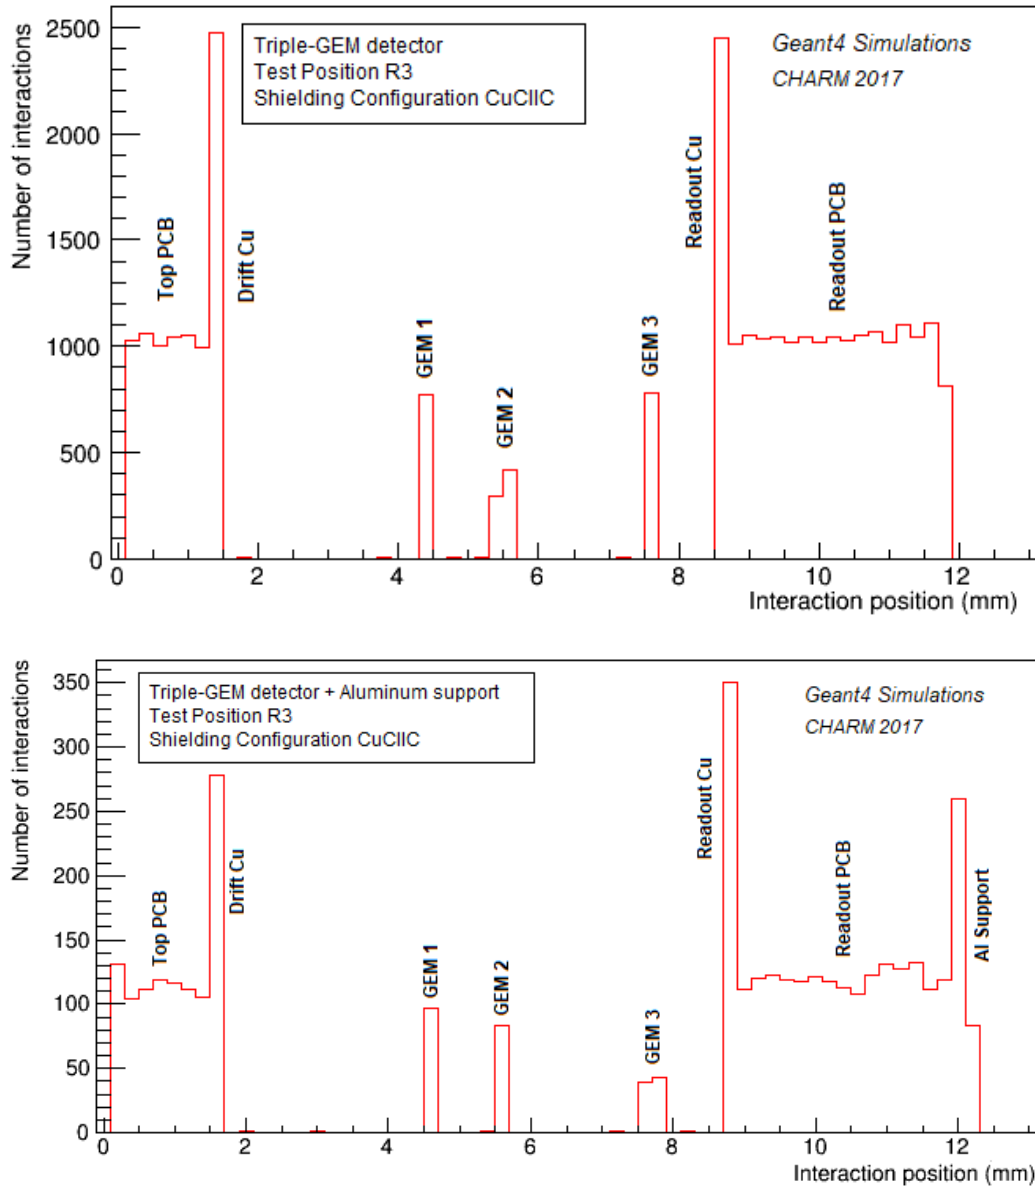 Triple-GEM detector
Test Position R3
Shielding Configuration CuCIIC
Geant4 Simulations
CHARM 2017
Number of interactions
2500
2000
1500
1000
500
0
Top PCB
Drift Cu
GEM 1
GEM 2
GEM 3
Readout Cu
Readout PCB
0 2 4 6 8 10 12
Interaction position (mm)
Triple-GEM detector + Aluminum support
Test Position R3
Shielding Configuration CuCIIC
Geant4 Simulations
CHARM 2017
Number of interactions
350
300
250
200
150
100
50
0
Top PCB
Drift Cu
GEM 1
GEM 2
GEM 3
Readout Cu
Readout PCB
Al Support
0 2 4 6 8 10 12
Interaction position (mm)